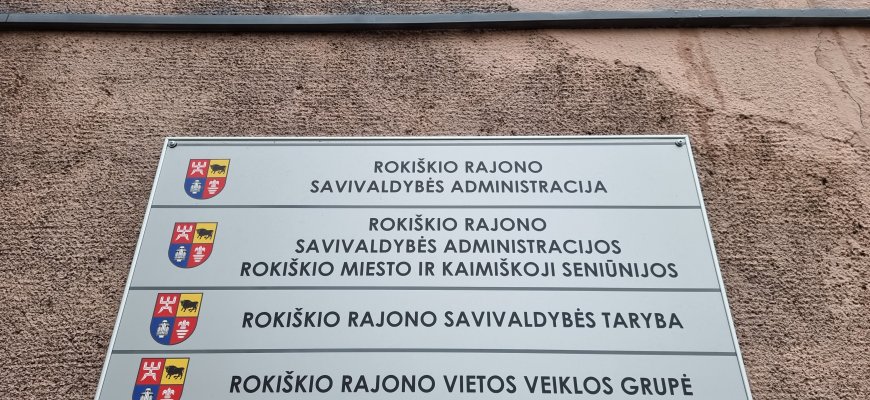 ROKIŠKIO RAJONO
SAVIVALDYBĖS ADMINISTRACIJA
ROKIŠKIO RAJONO
SAVIVALDYBĖS ADMINISTRACIJOS
ROKIŠKIO MIESTO IR KAIMIŠKOJI SENIŪNIJOS
ROKIŠKIO RAJONO SAVIVALDYBĖS TARYBA
ROKIŠKIO RAJONO VIETOS VEIKLOS GRUPĖ